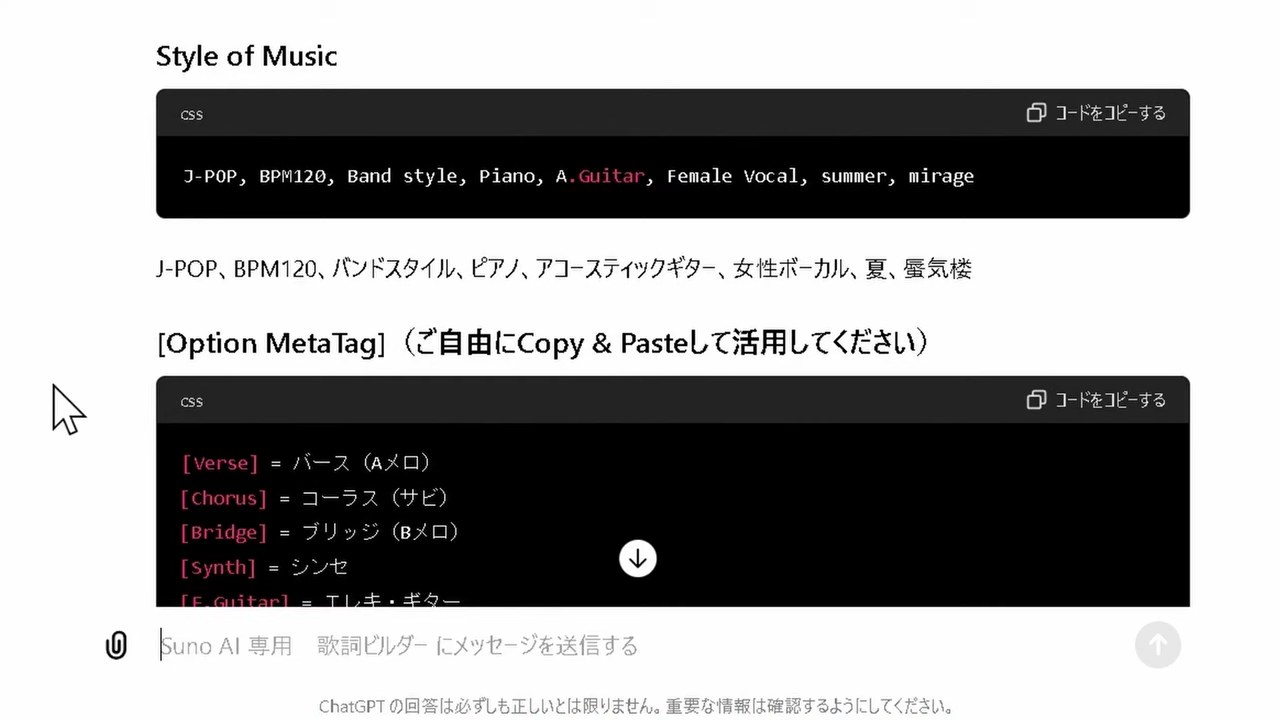 Style of Music
css
コードをコピーする
J-POP, BPM120, Band style, Piano, A.Guitar, Female Vocal, summer, mirage
J-POP、BPM120、バンドスタイル、ピアノ、アコースティックギター、女性ボーカル、夏、蜃気楼
[Option MetaTag]（ご自由にCopy & Pasteして活用してください）
css
コードをコピーする
[Verse] = バース（Aメロ）
[Chorus] = コーラス（サビ）
[Bridge] = ブリッジ（Bメロ）
[Synth] = シンセ
[E.Guitar] = エレキ・ギター
Suno AI 専用　歌詞ビルダー にメッセージを送信する
ChatGPT の回答は必ずしも正しいとは限りません。重要な情報は確認するようにしてください。